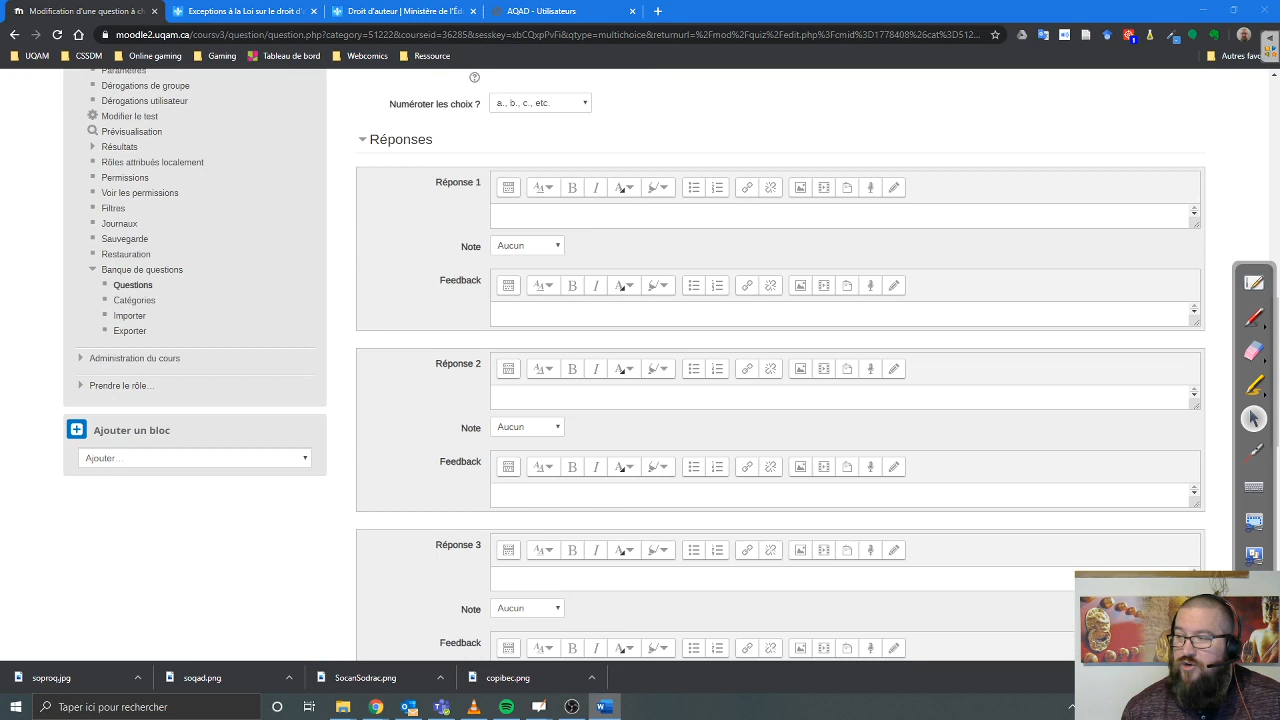 Modification d'une question à ch
Exceptions à la Loi sur le droit d'
Droit d'auteur | Ministère de l'Éd
AQAD - Utilisateurs
moodle2.uqam.ca/coursv3/question/question.php?category=51222&courseid=36285&sesskey=xbCQxpPvFi&qtype=multichoice&returnurl=%2Fmod%2Fquiz%2Fedit.php%3Fcmid%3D1778408%26cat%3D51...
UQAM
CSSDM
Online gaming
Gaming
Tableau de bord
Webcomics
Ressource
Autres favo
Paramètres
Dérogations de groupe
Dérogations utilisateur
Modifier le test
Prévisualisation
Résultats
Rôles attribués localement
Permissions
Voir les permissions
Filtres
Journaux
Sauvegarde
Restauration
Banque de questions
Questions
Catégories
Importer
Exporter
Administration du cours
Prendre le rôle…
Ajouter un bloc
Ajouter...
Numéroter les choix ?
a., b., c., etc.
Réponses
Réponse 1
Note
Aucun
Feedback
Réponse 2
Note
Aucun
Feedback
Réponse 3
Note
Aucun
Feedback
soproq.jpg
soqad.png
SocanSodrac.png
copibec.png
Taper ici pour rechercher